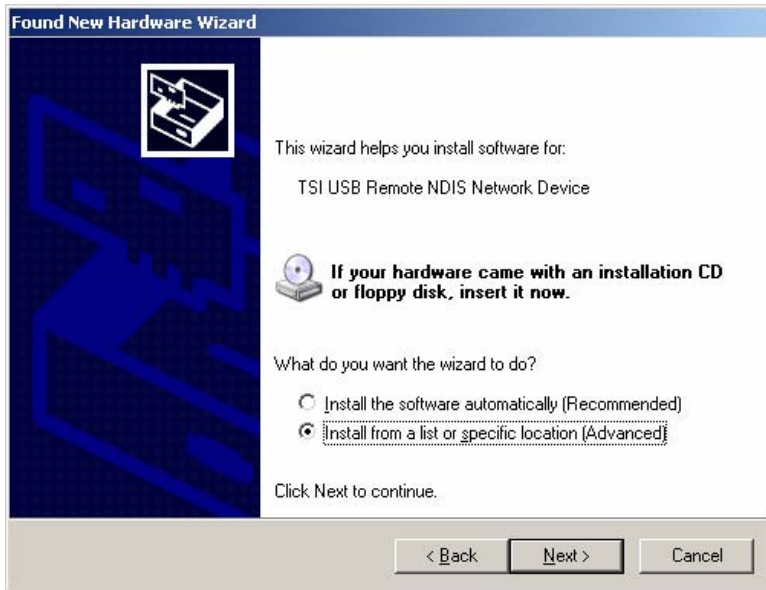 Found New Hardware Wizard
This wizard helps you install software for:
TSI USB Remote NDIS Network Device
If your hardware came with an installation CD
or floppy disk, insert it now.
What do you want the wizard to do?
Install the software automatically (Recommended)
Install from a list or specific location (Advanced)
Click Next to continue.
< Back Next > Cancel